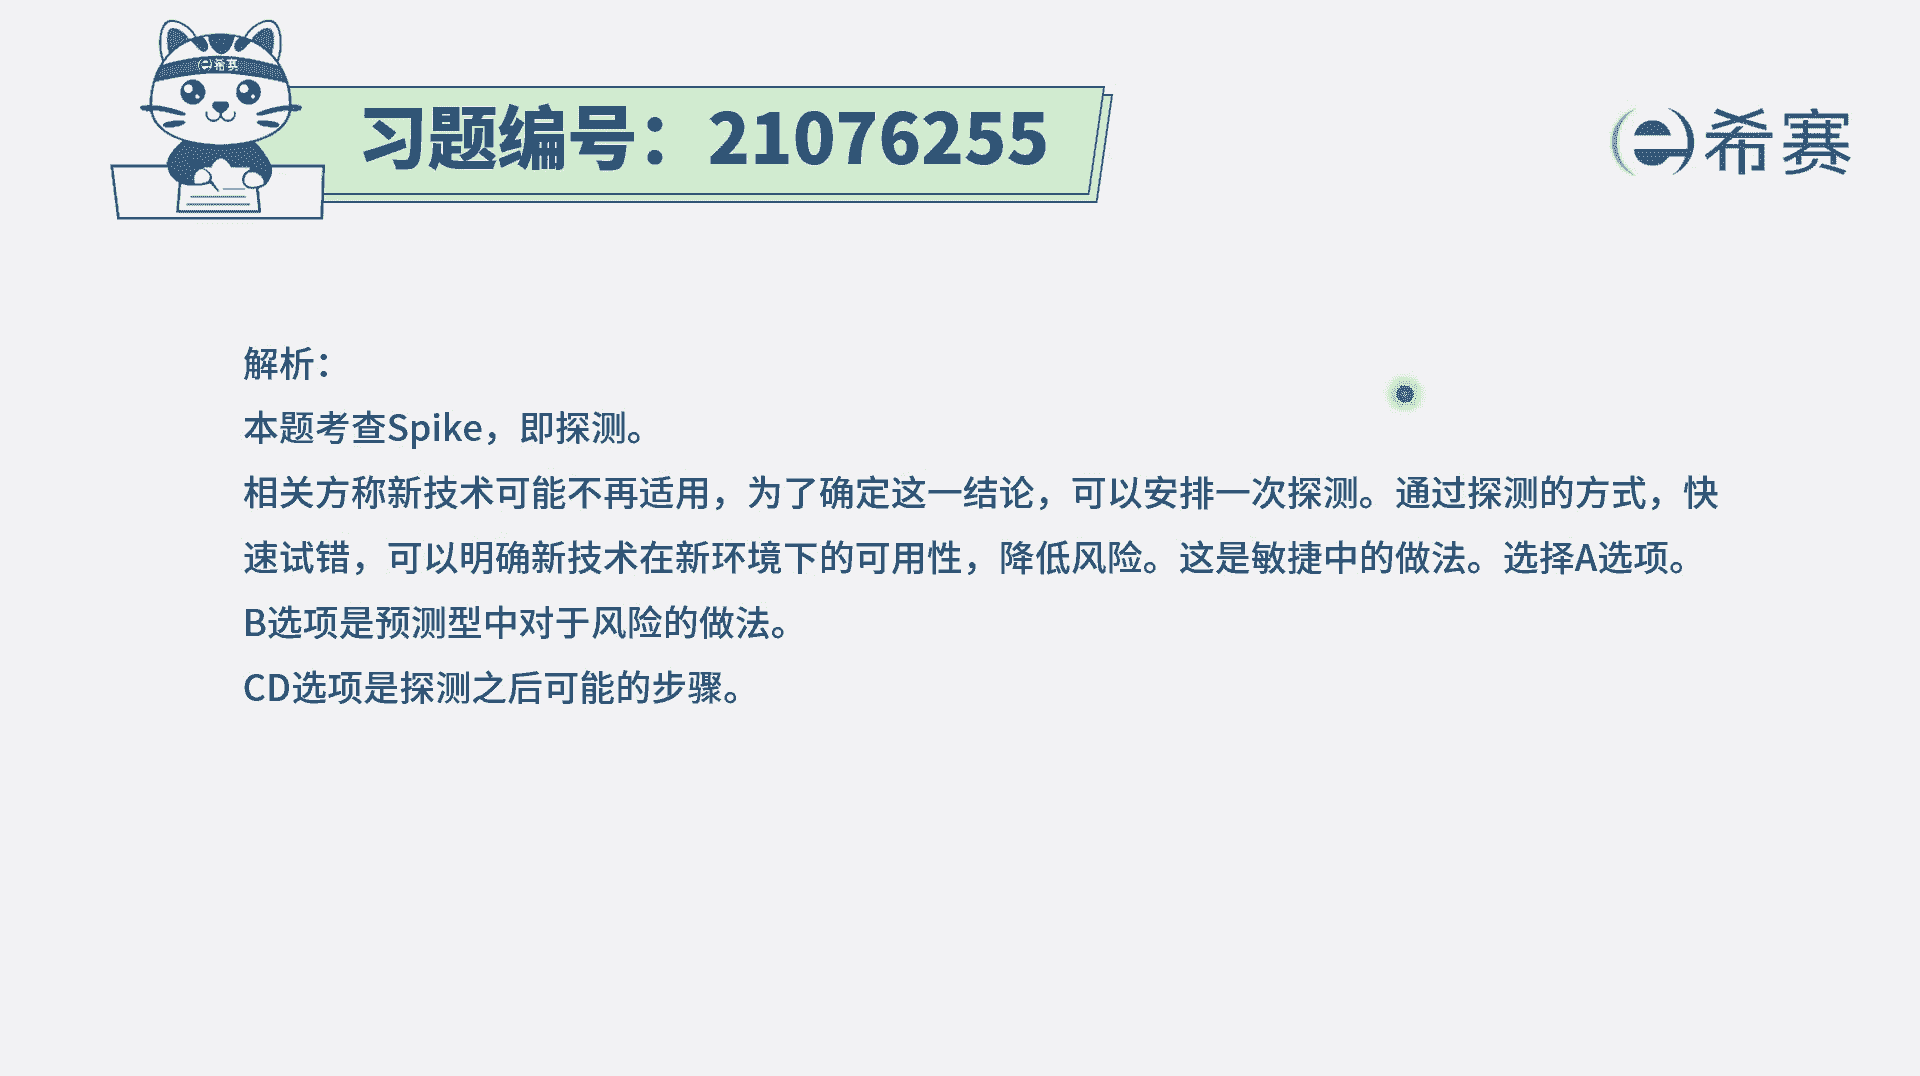 希赛
习题编号：21076255
希赛
解析：
本题考查Spike，即探测。
相关方称新技术可能不再适用，为了确定这一结论，可以安排一次探测。通过探测的方式，快
速试错，可以明确新技术在新环境下的可用性，降低风险。这是敏捷中的做法。选择A选项。
B选项是预测型中对于风险的做法。
CD选项是探测之后可能的步骤。